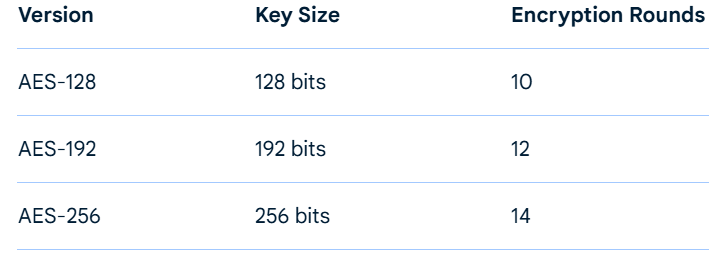 Version Key Size Encryption Rounds
AES-128 128 bits 10
AES-192 192 bits 12
AES-256 256 bits 14